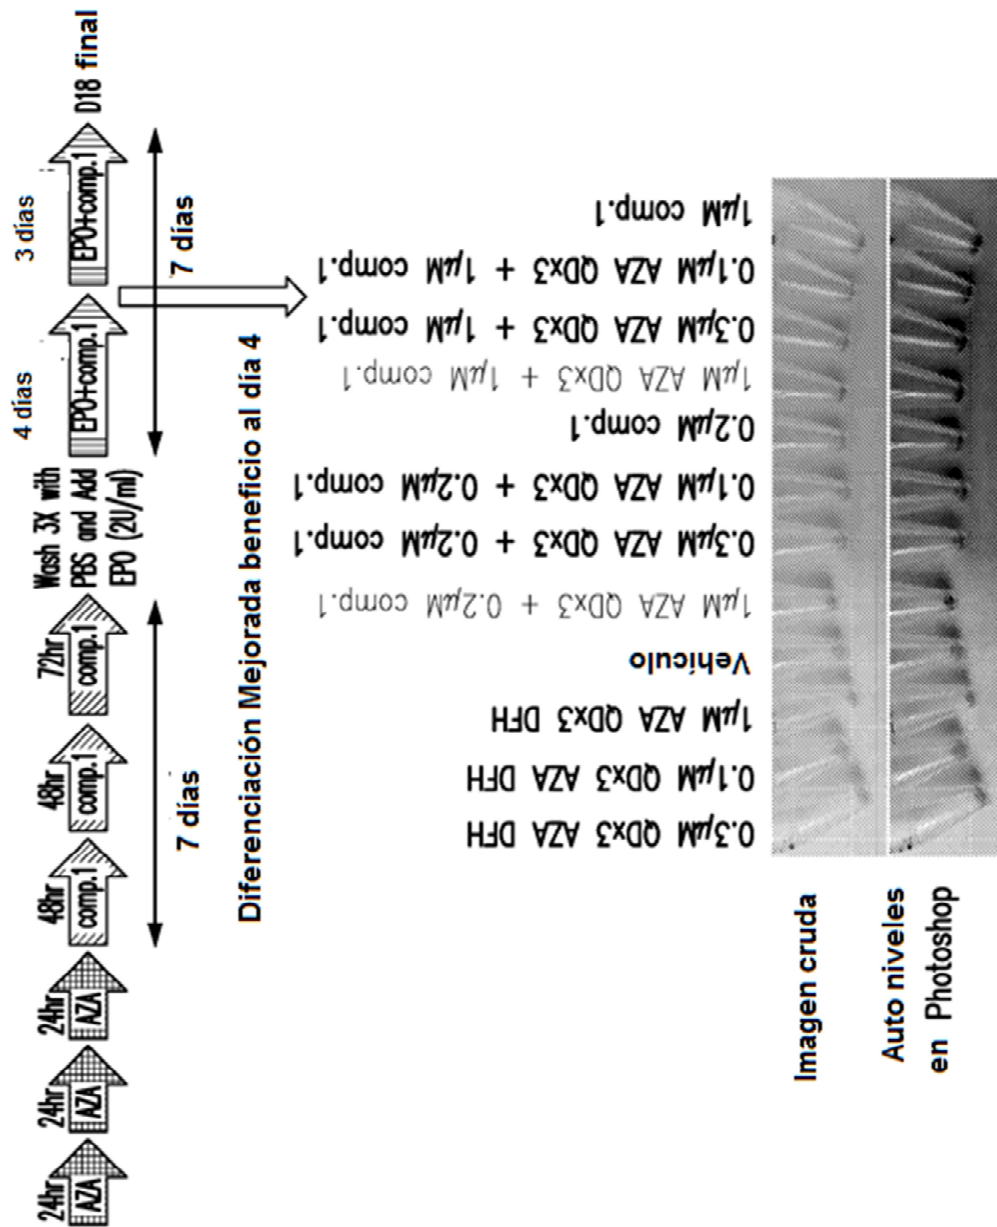 24hr
AZA
24hr
AZA
24hr
AZA
48hr
comp.1
48hr
comp.1
72hr
comp.1
Wash 3X with
PBS and Add
EPO (2U/ml)
4 días
EPO+comp.1
3 días
EPO+comp.1
D18 final
7 días
7 días
Diferenciación Mejorada beneficio al día 4
0.3µM QDx3 AZA DFH
0.1µM QDx3 AZA DFH
1µM AZA QDx3 DFH
Vehículo
1µM AZA QDx3 + 0.2µM comp.1
0.3µM AZA QDx3 + 0.2µM comp.1
0.1µM AZA QDx3 + 0.2µM comp.1
0.2µM comp.1
1µM AZA QDx3 + 1µM comp.1
0.3µM AZA QDx3 + 1µM comp.1
0.1µM AZA QDx3 + 1µM comp.1
1µM comp.1
Imagen cruda
Auto niveles
en Photoshop